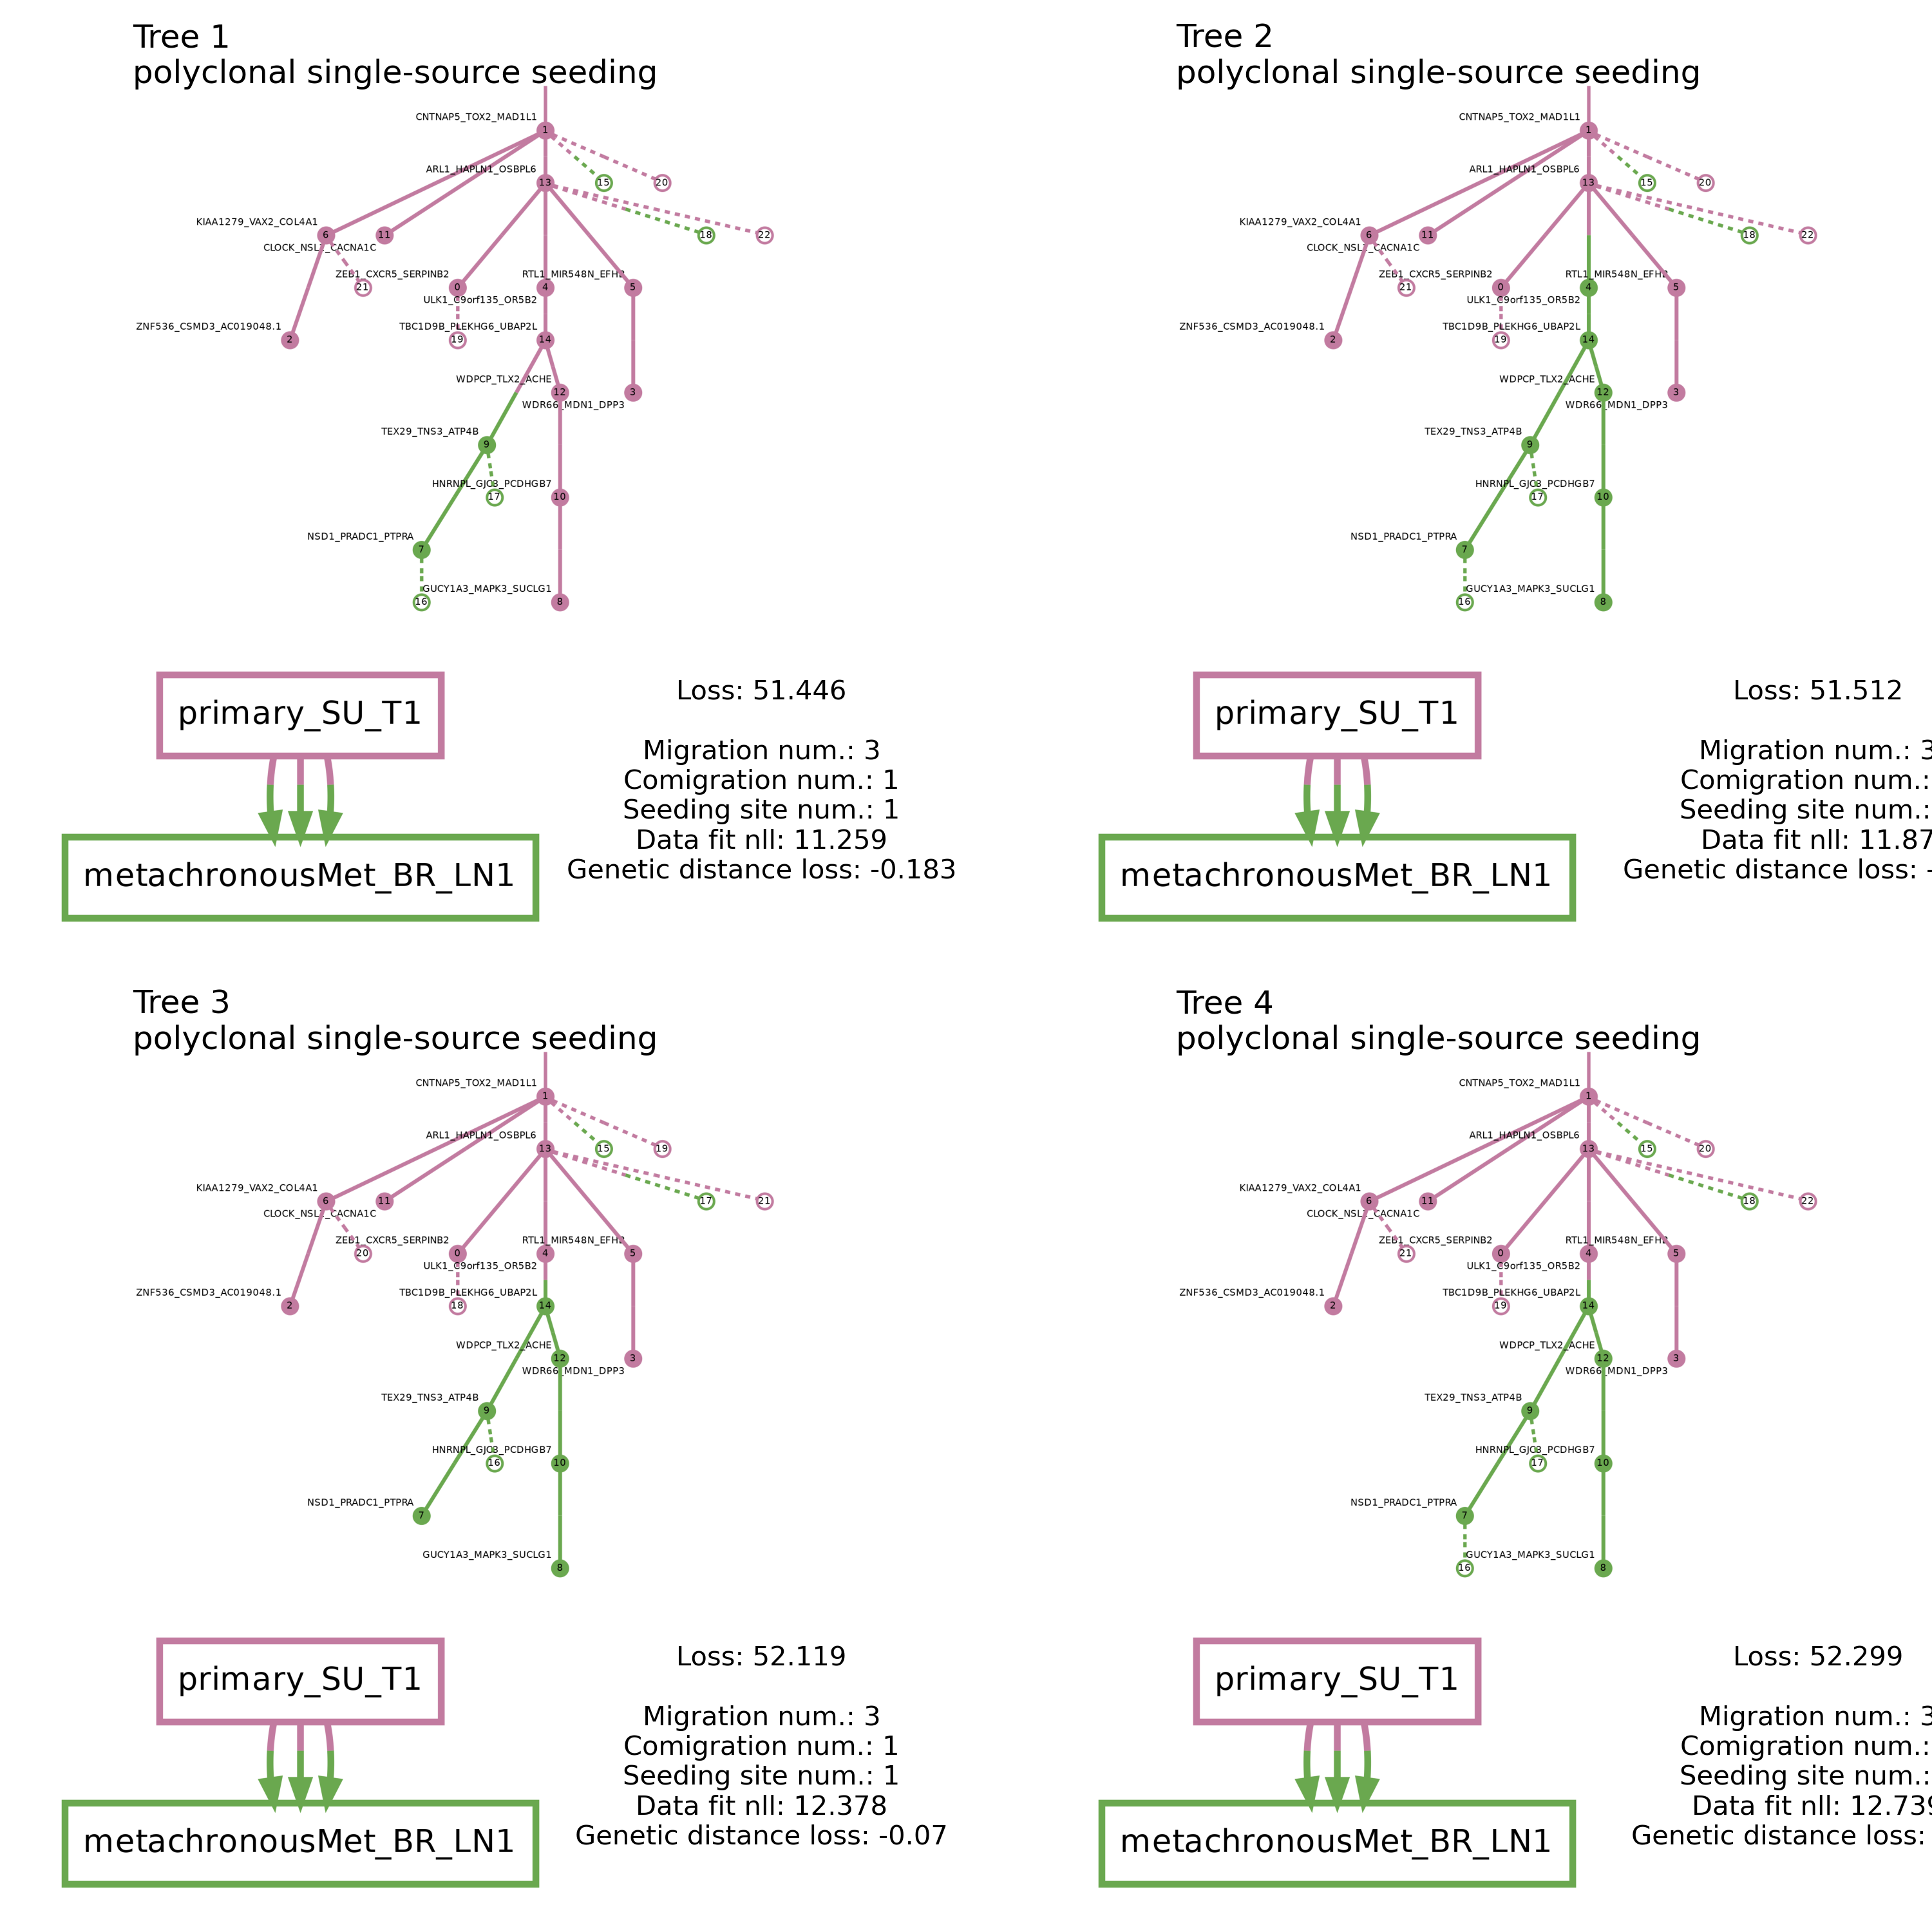 Tree 1
polyclonal single-source seeding
CNTNAP5_TOX2_MAD1L1
1
ARL1_HAPLN1_OSBPL6
13
15
20
KIAA1279_VAX2_COL4A1
6
11
18
22
CLOCK_NSL1_CACNA1C
ZEB1_CXCR5_SERPINB2
RTL1_MIR548N_EFHB
21
0
4
5
ULK1_C9orf135_OR5B2
ZNF536_CSMD3_AC019048.1
TBC1D9B_PLEKHG6_UBAP2L
2
19
14
WDPCP_TLX2_ACHE
12
3
WDR66_MDN1_DPP3
TEX29_TNS3_ATP4B
9
HNRNPL_GJC3_PCDHGB7
17
10
NSD1_PRADC1_PTPRA
7
GUCY1A3_MAPK3_SUCLG1
16
8
primary_SU_T1
metachronousMet_BR_LN1
Loss: 51.446
Migration num.: 3
Comigration num.: 1
Seeding site num.: 1
Data fit nll: 11.259
Genetic distance loss: -0.183
Tree 2
polyclonal single-source seeding
CNTNAP5_TOX2_MAD1L1
1
ARL1_HAPLN1_OSBPL6
13
15
20
KIAA1279_VAX2_COL4A1
6
11
18
22
CLOCK_NSL1_CACNA1C
ZEB1_CXCR5_SERPINB2
RTL1_MIR548N_EFHB
21
0
4
5
ULK1_C9orf135_OR5B2
ZNF536_CSMD3_AC019048.1
TBC1D9B_PLEKHG6_UBAP2L
2
19
14
WDPCP_TLX2_ACHE
12
3
WDR66_MDN1_DPP3
TEX29_TNS3_ATP4B
9
HNRNPL_GJC3_PCDHGB7
17
10
NSD1_PRADC1_PTPRA
7
GUCY1A3_MAPK3_SUCLG1
16
8
primary_SU_T1
metachronousMet_BR_LN1
Loss: 51.512
Migration num.: 3
Comigration num.:
Seeding site num.:
Data fit nll: 11.87
Genetic distance loss: -
Tree 3
polyclonal single-source seeding
CNTNAP5_TOX2_MAD1L1
1
ARL1_HAPLN1_OSBPL6
13
15
19
KIAA1279_VAX2_COL4A1
6
11
17
21
CLOCK_NSL1_CACNA1C
ZEB1_CXCR5_SERPINB2
RTL1_MIR548N_EFHB
20
0
4
5
ULK1_C9orf135_OR5B2
ZNF536_CSMD3_AC019048.1
TBC1D9B_PLEKHG6_UBAP2L
2
18
14
WDPCP_TLX2_ACHE
12
3
WDR66_MDN1_DPP3
TEX29_TNS3_ATP4B
9
HNRNPL_GJC3_PCDHGB7
16
10
NSD1_PRADC1_PTPRA
7
GUCY1A3_MAPK3_SUCLG1
8
primary_SU_T1
metachronousMet_BR_LN1
Loss: 52.119
Migration num.: 3
Comigration num.: 1
Seeding site num.: 1
Data fit nll: 12.378
Genetic distance loss: -0.07
Tree 4
polyclonal single-source seeding
CNTNAP5_TOX2_MAD1L1
1
ARL1_HAPLN1_OSBPL6
13
15
20
KIAA1279_VAX2_COL4A1
6
11
18
22
CLOCK_NSL1_CACNA1C
ZEB1_CXCR5_SERPINB2
RTL1_MIR548N_EFHB
21
0
4
5
ULK1_C9orf135_OR5B2
ZNF536_CSMD3_AC019048.1
TBC1D9B_PLEKHG6_UBAP2L
2
19
14
WDPCP_TLX2_ACHE
12
3
WDR66_MDN1_DPP3
TEX29_TNS3_ATP4B
9
HNRNPL_GJC3_PCDHGB7
17
10
NSD1_PRADC1_PTPRA
7
GUCY1A3_MAPK3_SUCLG1
16
8
primary_SU_T1
metachronousMet_BR_LN1
Loss: 52.299
Migration num.: 3
Comigration num.:
Seeding site num.:
Data fit nll: 12.739
Genetic distance loss: